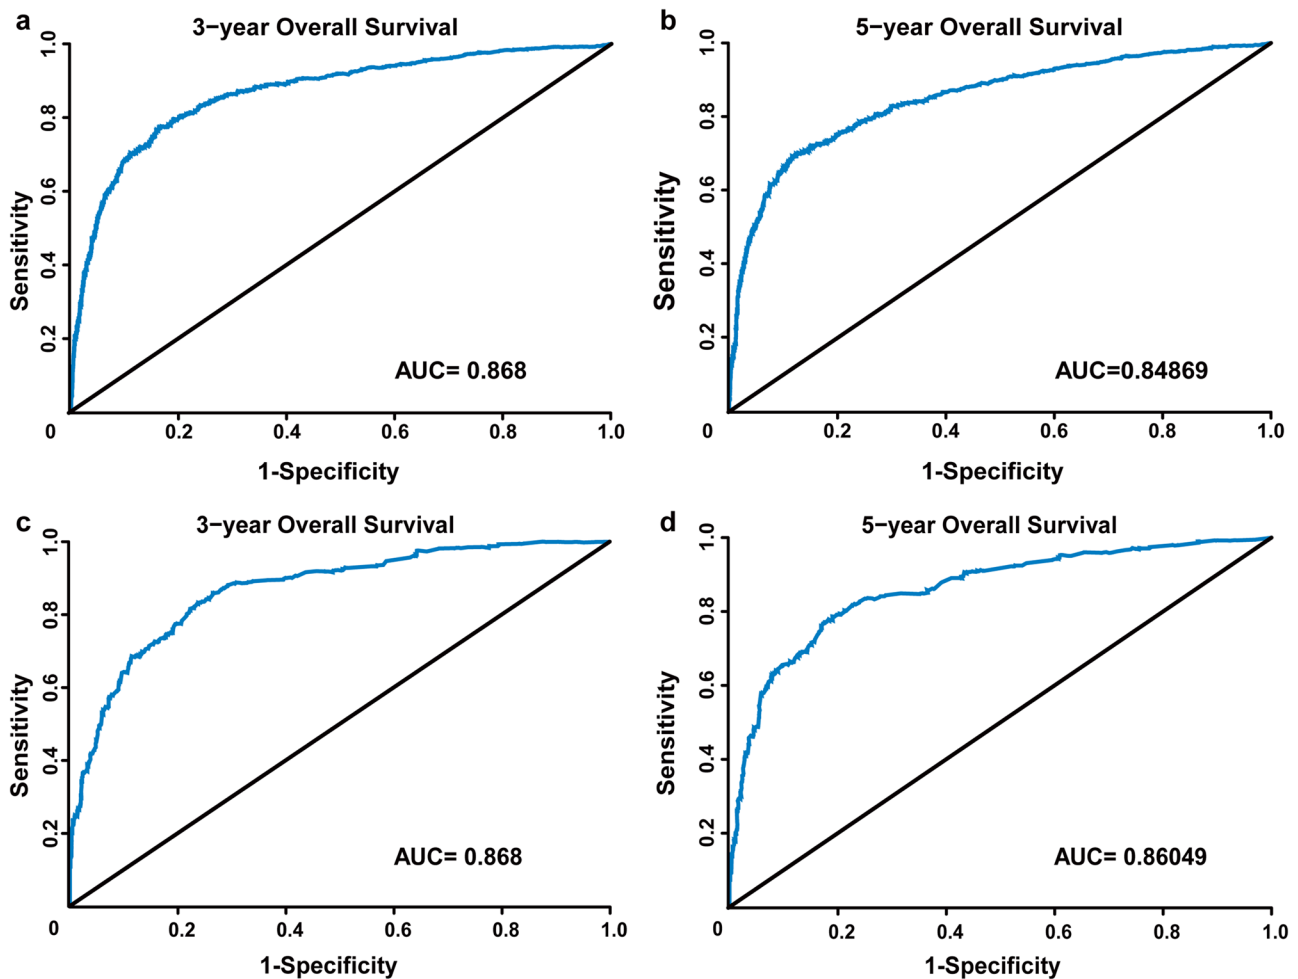 a
3−year Overall Survival
1.0
0.8
0.6
0.4
0.2
Sensitivity
AUC= 0.868
0 0.2 0.4 0.6 0.8 1.0
1-Specificity
b
5−year Overall Survival
1.0
0.8
0.6
0.4
0.2
Sensitivity
AUC=0.84869
0 0.2 0.4 0.6 0.8 1.0
1-Specificity
c
3−year Overall Survival
1.0
0.8
0.6
0.4
0.2
Sensitivity
AUC= 0.868
0 0.2 0.4 0.6 0.8 1.0
1-Specificity
d
5−year Overall Survival
1.0
0.8
0.6
0.4
0.2
Sensitivity
AUC= 0.86049
0 0.2 0.4 0.6 0.8 1.0
1-Specificity